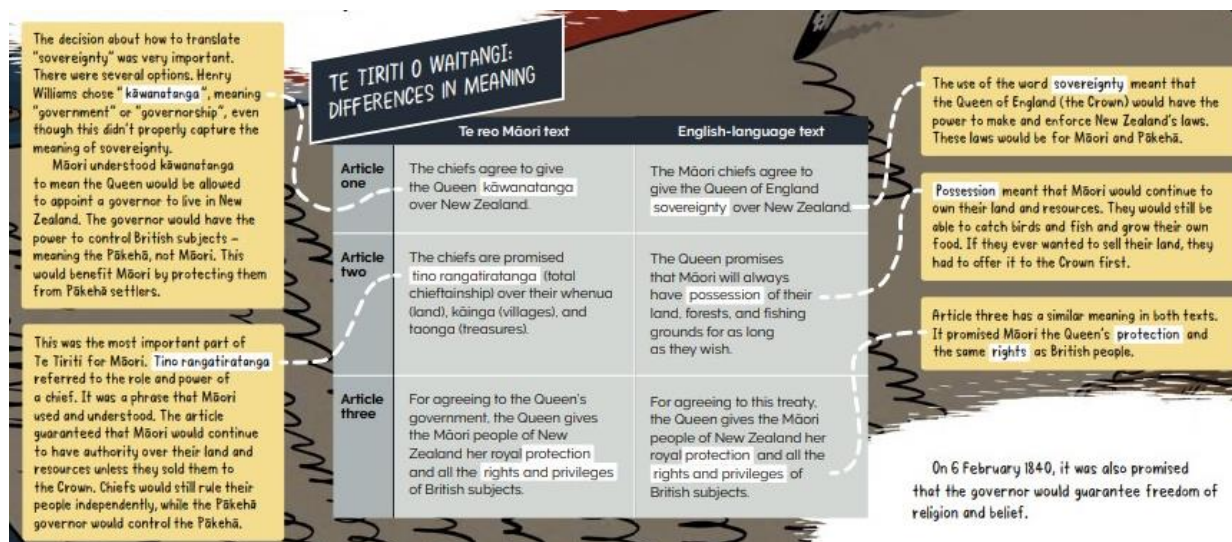 The decision about how to translate
"sovereignty" was very important.
There were several options. Henry
Williams chose "kāwanatanga", meaning
"government" or "governorship", even
though this didn't properly capture the
meaning of sovereignty.
Māori understood kāwanatanga
to mean the Queen would be allowed
to appoint a governor to live in New
Zealand. The governor would have the
power to control British subjects –
meaning the Pākehā, not Māori. This
would benefit Māori by protecting them
from Pākehā settlers.
This was the most important part of
Te Tiriti for Māori. Tino rangatiratanga
referred to the role and power of
a chief. It was a phrase that Māori
used and understood. The article
guaranteed that Māori would continue
to have authority over their land and
resources unless they sold them to
the Crown. Chiefs would still rule their
people independently, while the Pākehā
governor would control the Pākehā.
TE TIRITI O WAITANGI:
DIFFERENCES IN MEANING
Te reo Māori text
English-language text
Article
one
The chiefs agree to give
the Queen kāwanatanga
over New Zealand.
The Māori chiefs agree to
give the Queen of England
sovereignty over New Zealand.
Article
two
The chiefs are promised
tino rangatiratanga (total
chieftainship) over their whenua
(land), kāinga (villages), and
taonga (treasures).
The Queen promises
that Māori will always
have possession of their
land, forests, and fishing
grounds for as long
as they wish.
Article
three
For agreeing to the Queen's
government, the Queen gives
the Māori people of New
Zealand her royal protection
and all the rights and privileges
of British subjects.
For agreeing to this treaty,
the Queen gives the Māori
people of New Zealand her
royal protection and all the
rights and privileges of
British subjects.
The use of the word sovereignty meant that
the Queen of England (the Crown) would have the
power to make and enforce New Zealand's laws.
These laws would be for Māori and Pākehā.
Possession meant that Māori would continue to
own their land and resources. They would still be
able to catch birds and fish and grow their own
food. If they ever wanted to sell their land, they
had to offer it to the Crown first.
Article three has a similar meaning in both texts.
It promised Māori the Queen's protection and
the same rights as British people.
On 6 February 1840, it was also promised
that the governor would guarantee freedom of
religion and belief.